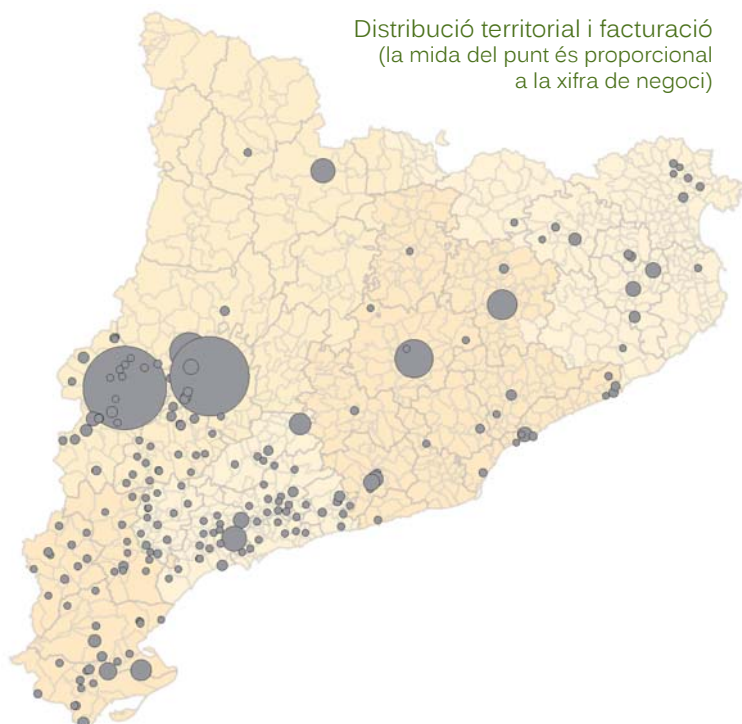 Distribució territorial i facturació
(la mida del punt és proporcional
a la xifra de negoci)